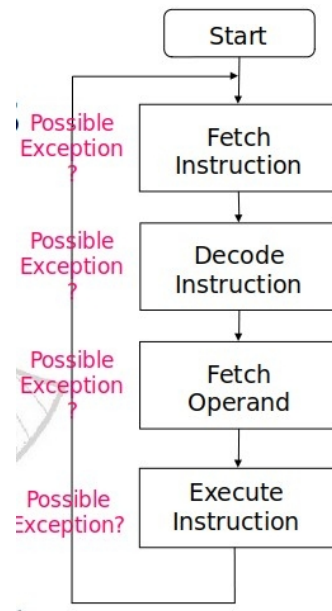 Start
Possible
Exception
?
Fetch
Instruction
Possible
Exception
?
Decode
Instruction
Possible
Exception
?
Fetch
Operand
Possible
Exception?
Execute
Instruction